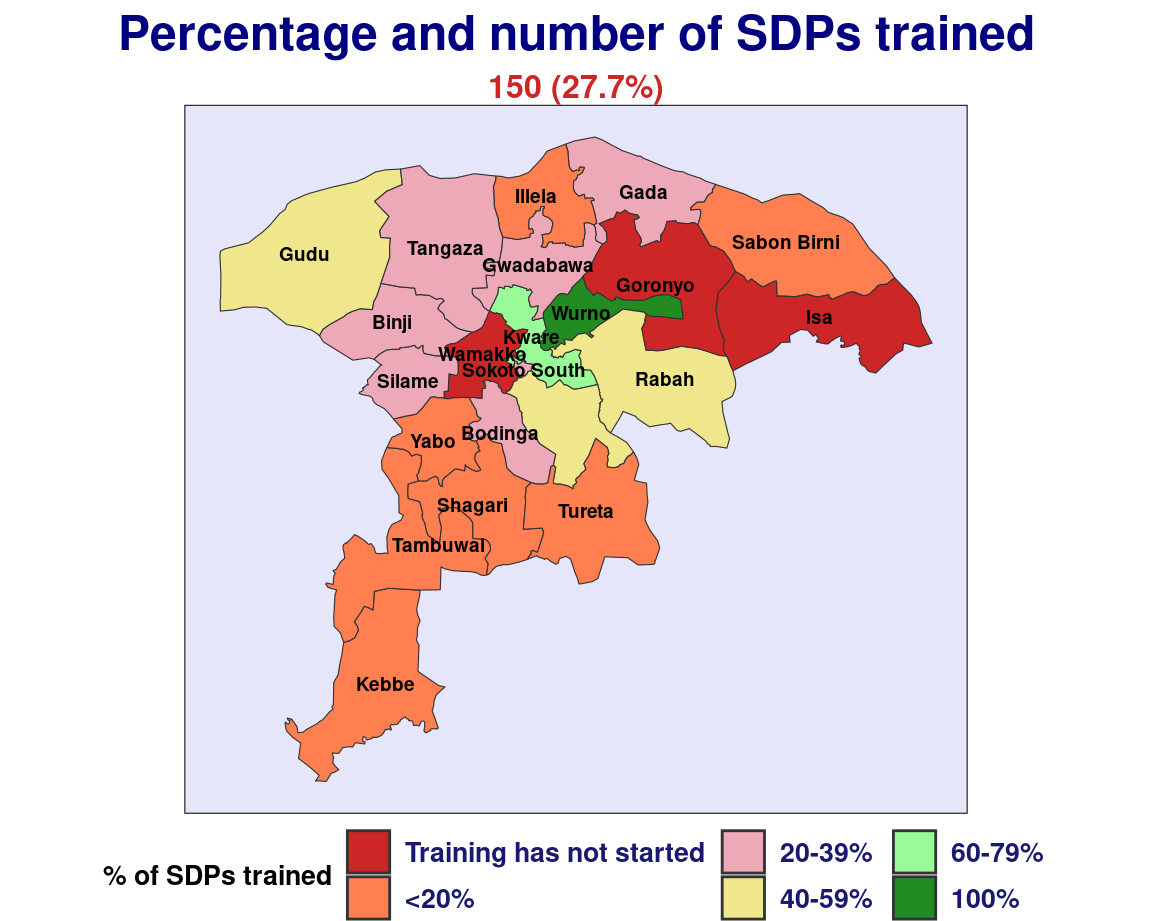 Percentage and number of SDPs trained
150 (27.7%)
Illela
Gada
Gudu
Tangaza
Sabon Birni
Gwadabawa
Goronyo
Wurno
Isa
Binji
Kware
Wamakko
Sokoto South
Silame
Rabah
Yabo
Bodinga
Shagari
Tureta
Tambuwal
Kebbe
% of SDPs trained
Training has not started
<20%
20-39%
40-59%
60-79%
100%